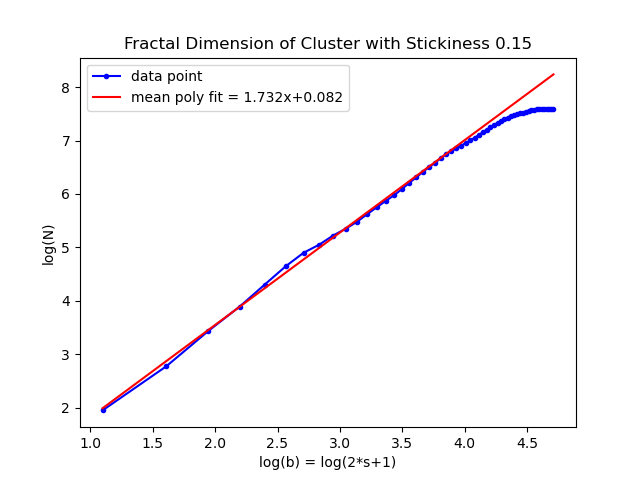 Fractal Dimension of Cluster with Stickiness 0.15
data point
mean poly fit = 1.732x+0.082
log(N)
8
7
6
5
4
3
2
1.0 1.5 2.0 2.5 3.0 3.5 4.0 4.5
log(b) = log(2*s+1)